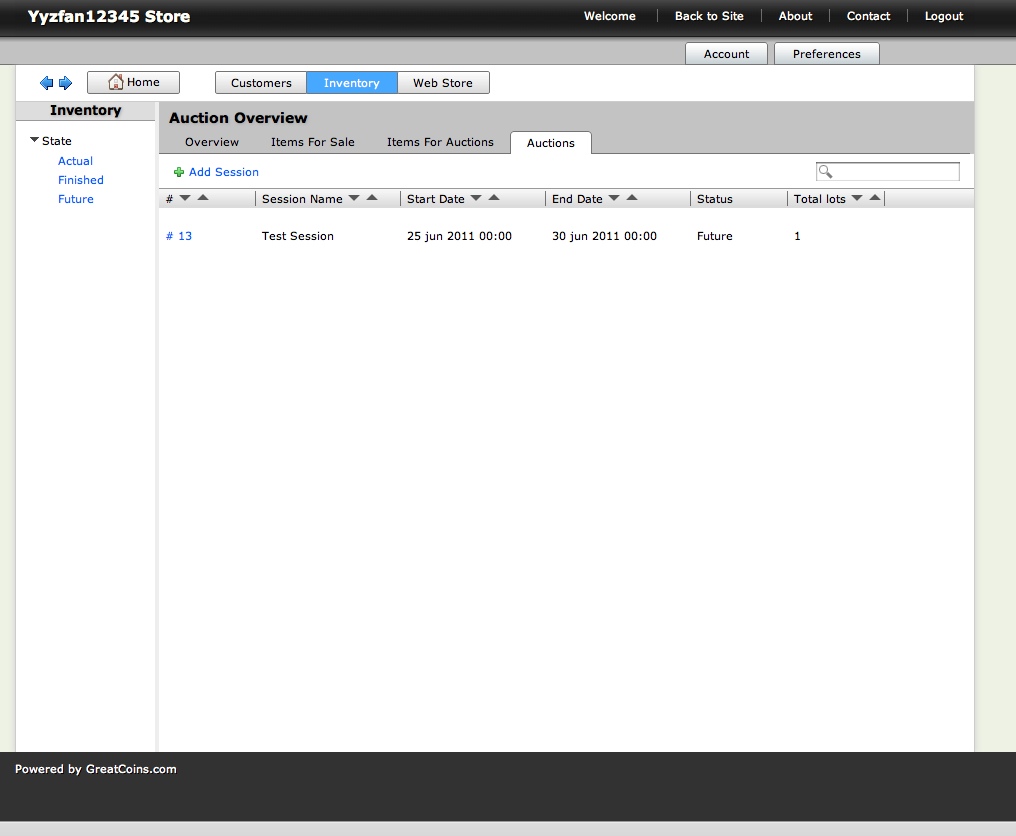 Yyzfan12345 Store Welcome Back to Site About Contact Logout
Account Preferences
Home Customers Inventory Web Store
Inventory
State
Actual
Finished
Future
Auction Overview
Overview Items For Sale Items For Auctions Auctions
Add Session
# Session Name Start Date End Date Status Total lots
# 13 Test Session 25 jun 2011 00:00 30 jun 2011 00:00 Future 1
Powered by GreatCoins.com